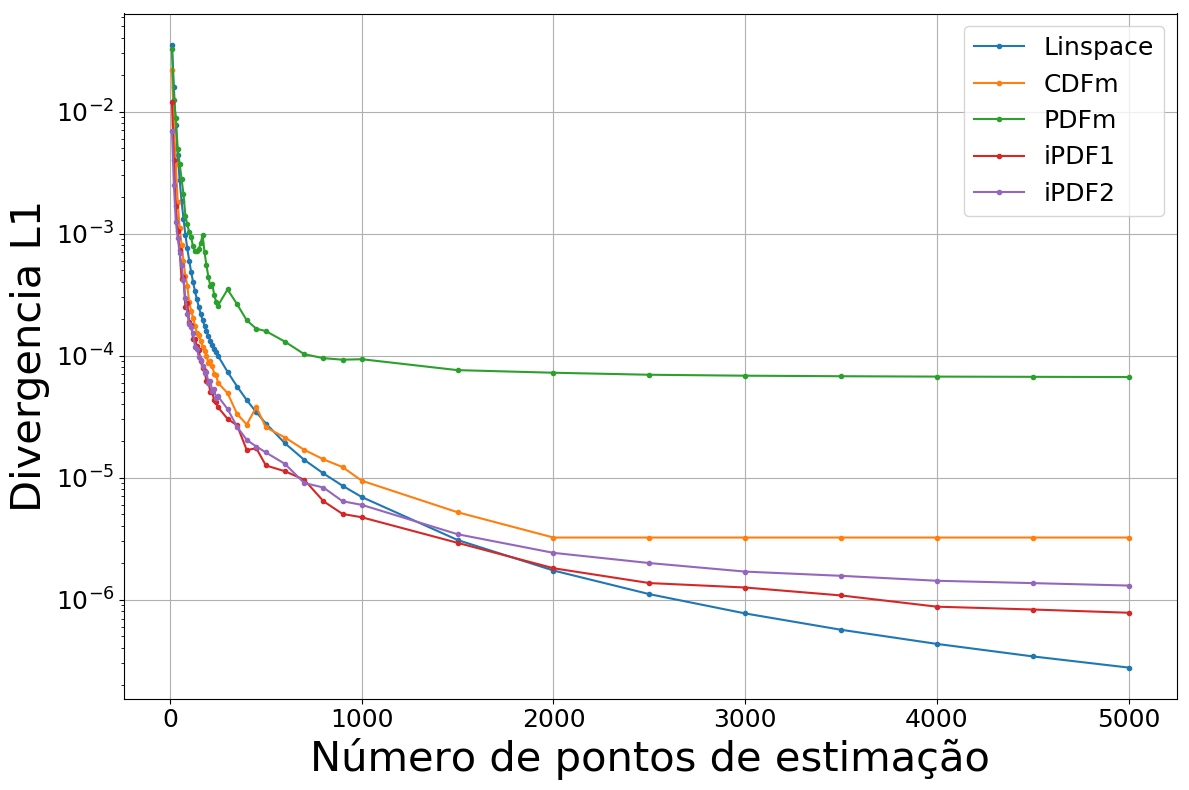 Divergencia L1
10⁻²
10⁻³
10⁻⁴
10⁻⁵
10⁻⁶
Linspace
CDFm
PDFm
iPDF1
iPDF2
0 1000 2000 3000 4000 5000
Número de pontos de estimação